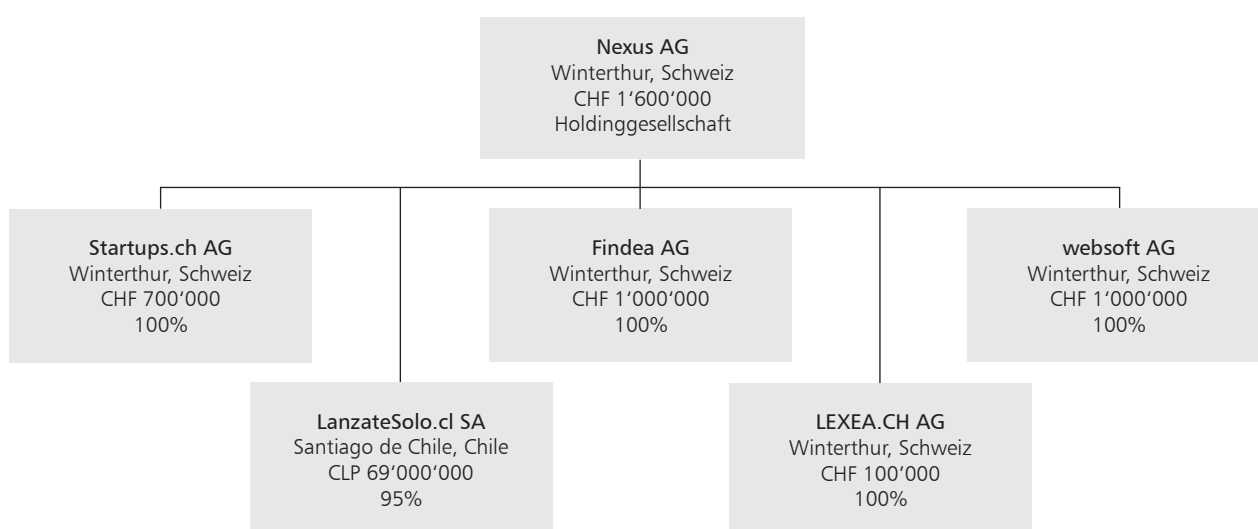 Nexus AG
Winterthur, Schweiz
CHF 1‘600‘000
Holdinggesellschaft
Startups.ch AG
Winterthur, Schweiz
CHF 700‘000
100%
Findea AG
Winterthur, Schweiz
CHF 1‘000‘000
100%
websoft AG
Winterthur, Schweiz
CHF 1‘000‘000
100%
LanzateSolo.cl SA
Santiago de Chile, Chile
CLP 69‘000‘000
95%
LEXEA.CH AG
Winterthur, Schweiz
CHF 100‘000
100%